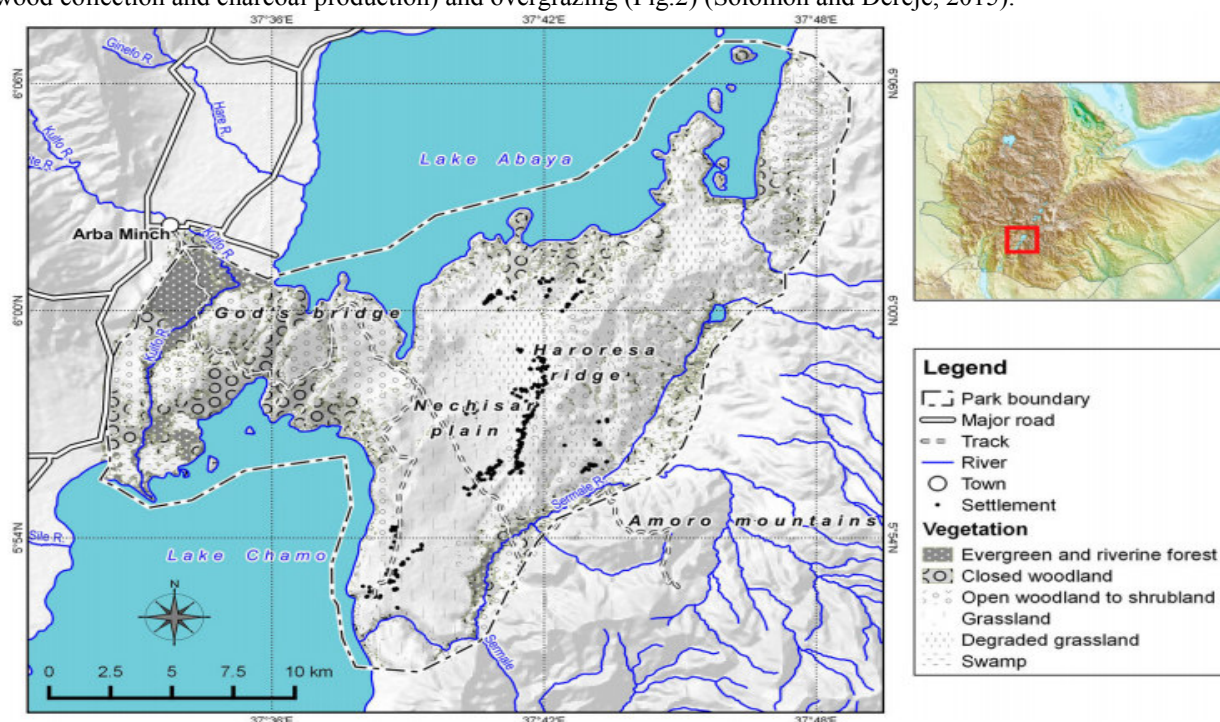 wood collection and charcoal production) and overgrazing (Fig.2) (Solomon and Dereje, 2015).
37°36'E 37°42'E 37°48'E
6°06'N
6°06'N
Ginefo R.
Hare R.
Kulfo R.
te R.
Lake Abaya
Arba Minch
Kulfo R.
6°00'N
6°00'N
God's bridge
Kulfo R.
Haroresa
ridge
Nechisar
plain
Sermale R.
Amoro mountains
5°54'N
5°54'N
Sile R.
Lake Chamo
N
Sermale
0 2.5 5 7.5 10 km
37°36'E 37°42'E 37°48'E
Legend
Park boundary
Major road
Track
River
Town
Settlement
Vegetation
Evergreen and riverine forest
Closed woodland
Open woodland to shrubland
Grassland
Degraded grassland
Swamp